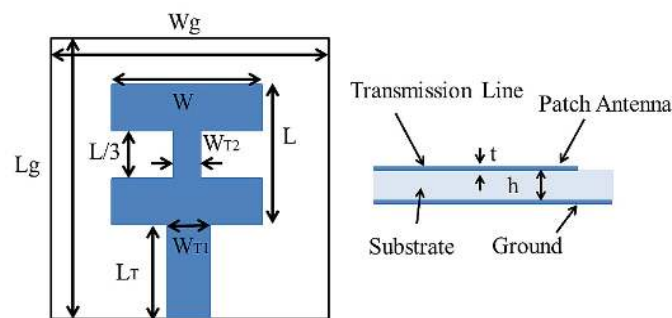 Wg
W
L/3
WT2
L
Lg
WT1
LT
Transmission Line
Patch Antenna
t
h
Substrate
Ground